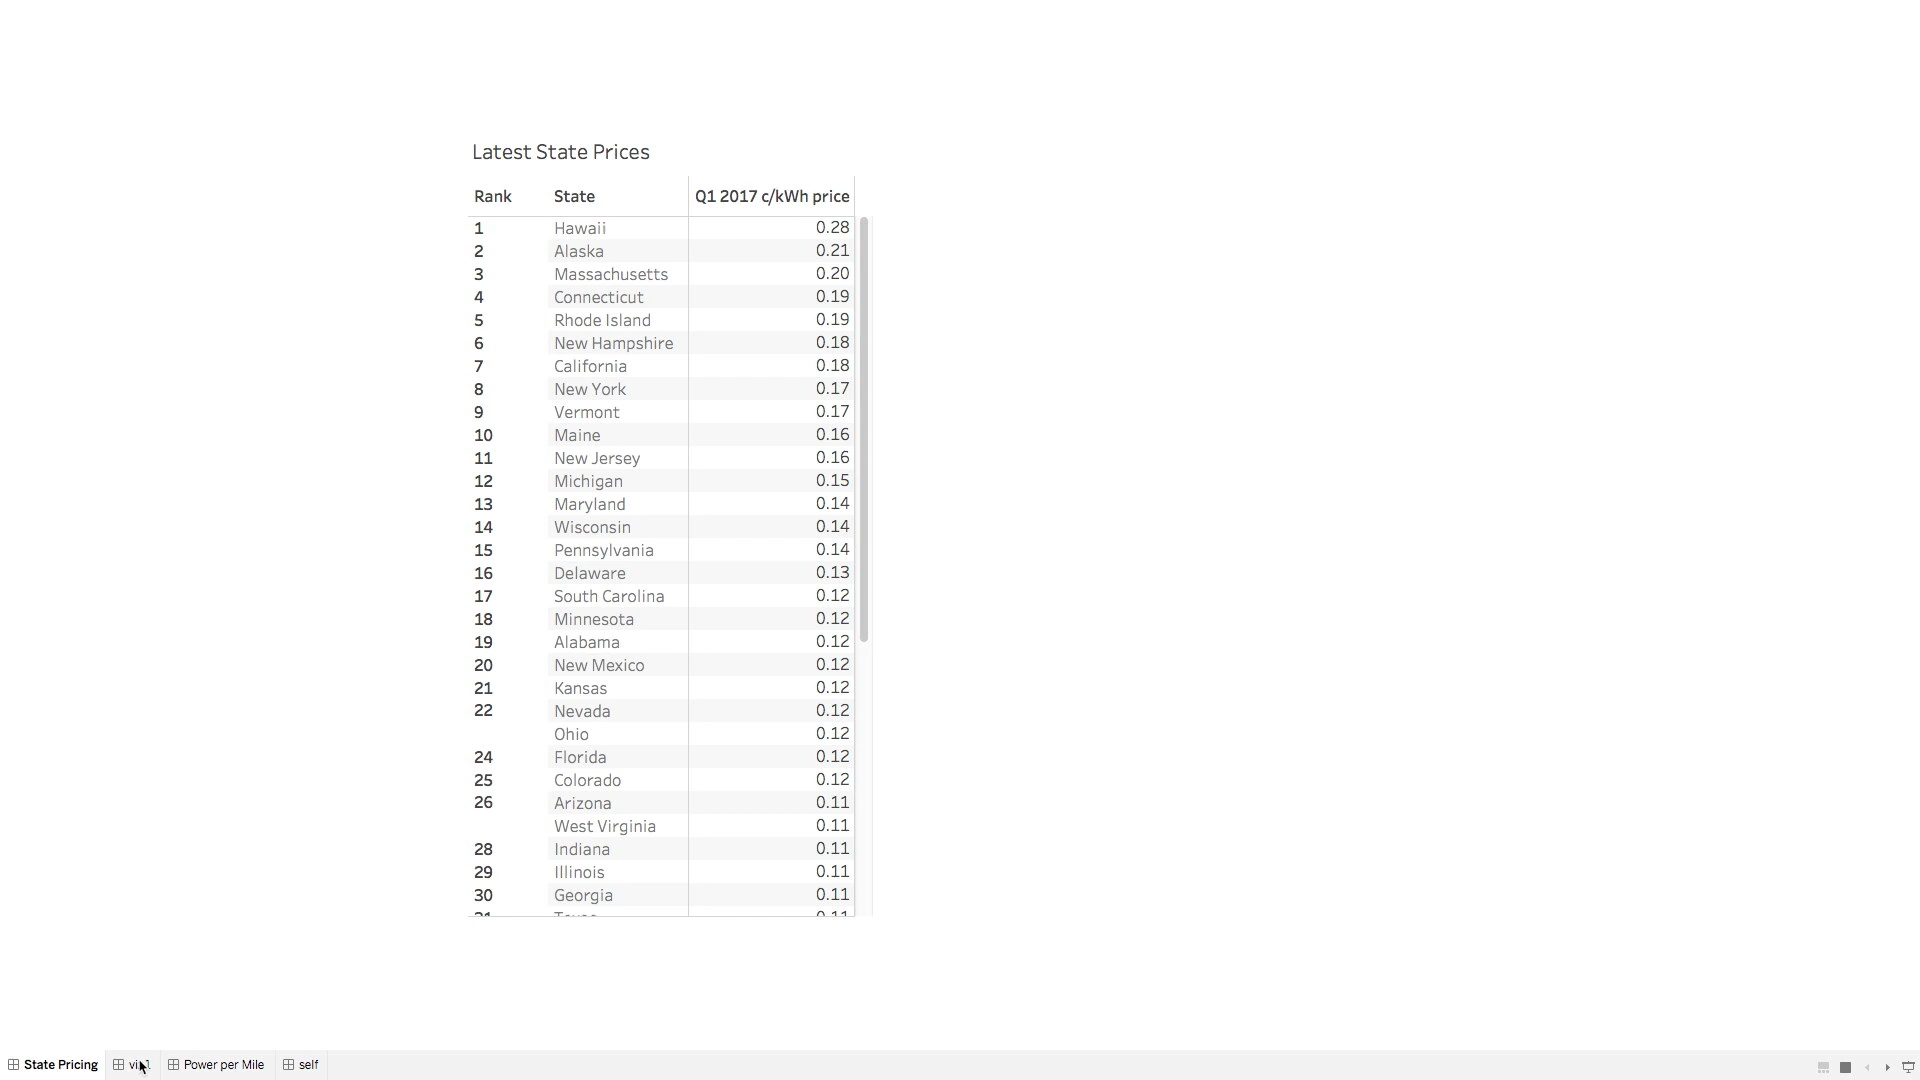 Latest State Prices
Rank State Q1 2017 c/kWh price
1 Hawaii 0.28
2 Alaska 0.21
3 Massachusetts 0.20
4 Connecticut 0.19
5 Rhode Island 0.19
6 New Hampshire 0.18
7 California 0.18
8 New York 0.17
9 Vermont 0.17
10 Maine 0.16
11 New Jersey 0.16
12 Michigan 0.15
13 Maryland 0.14
14 Wisconsin 0.14
15 Pennsylvania 0.14
16 Delaware 0.13
17 South Carolina 0.12
18 Minnesota 0.12
19 Alabama 0.12
20 New Mexico 0.12
21 Kansas 0.12
22 Nevada 0.12
Ohio 0.12
24 Florida 0.12
25 Colorado 0.12
26 Arizona 0.11
West Virginia 0.11
28 Indiana 0.11
29 Illinois 0.11
30 Georgia 0.11
State Pricing Power per Mile self